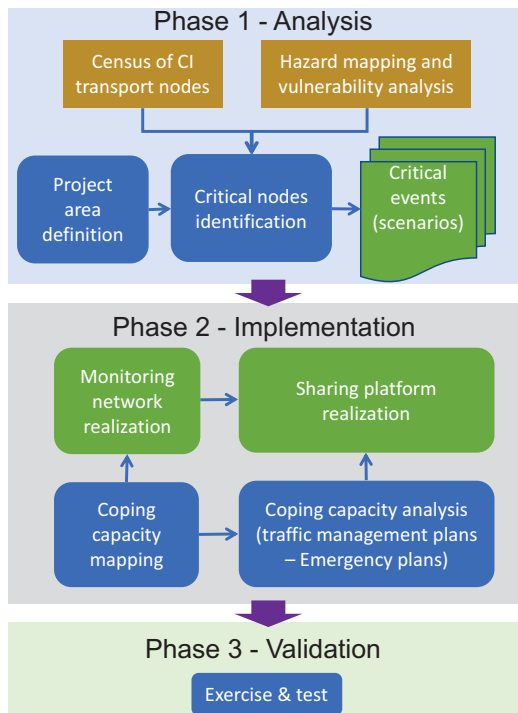 Phase 1 - Analysis
Census of CI
transport nodes
Hazard mapping and
vulnerability analysis
Project
area
definition
Critical nodes
identification
Critical
events
(scenarios)
Phase 2 - Implementation
Monitoring
network
realization
Sharing platform
realization
Coping
capacity
mapping
Coping capacity analysis
(traffic management plans
– Emergency plans)
Phase 3 - Validation
Exercise & test